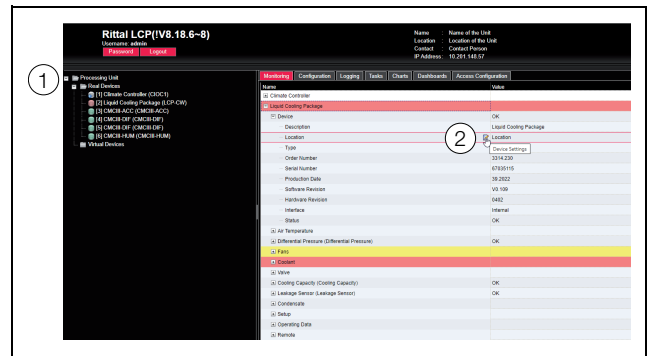 Rittal LCP(!V8.18.6~8)
Username: admin
Password Logout
Name : Name of the Unit
Location : Location of the Unit
Contact : Contact Person
IP Address: 10.201.148.57
1
Processing Unit
Real Devices
[1] Climate Controller (CIOC1)
[2] Liquid Cooling Package (LCP-CW)
[3] CMCIII-ACC (CMCIII-ACC)
[4] CMCIII-DIF (CMCIII-DIF)
[5] CMCIII-DIF (CMCIII-DIF)
[6] CMCIII-HUM (CMCIII-HUM)
Virtual Devices
Monitoring Configuration Logging Tasks Charts Dashboards Access Configuration
Name Value
Climate Controller
Liquid Cooling Package
Device OK
Description Liquid Cooling Package
Location 2 Location
Type Device Settings
Order Number 3314.230
Serial Number 87035115
Production Date 39.2022
Software Revision V0.109
Hardware Revision 0402
Interface Internal
Status OK
Air Temperature
Differential Pressure (Differential Pressure) OK
Fans
Coolant
Valve
Cooling Capacity (Cooling Capacity) OK
Leakage Sensor (Leakage Sensor) OK
Condensate
Setup
Operating Data
Remote